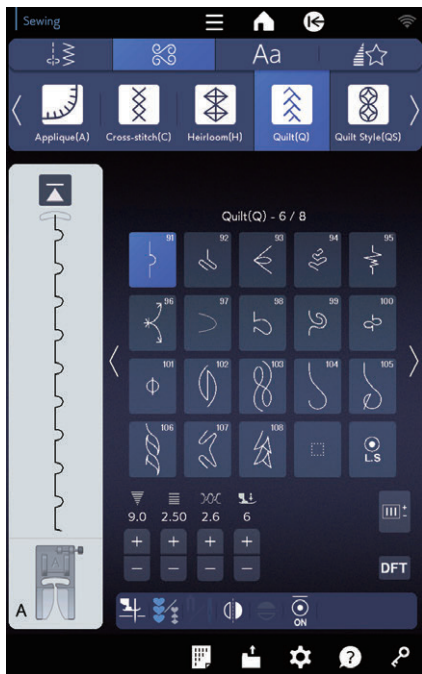 Sewing
Aa
Applique(A) Cross-stitch(C) Heirloom(H) Quilt(Q) Quilt Style(QS)
Quilt(Q) - 6 / 8
91 92 93 94 95
96 97 98 99 100
101 102 103 104 105
106 107 108 L.S
9.0 2.50 2.6 6
+ + + +
− − − −
DFT
A
ON
?